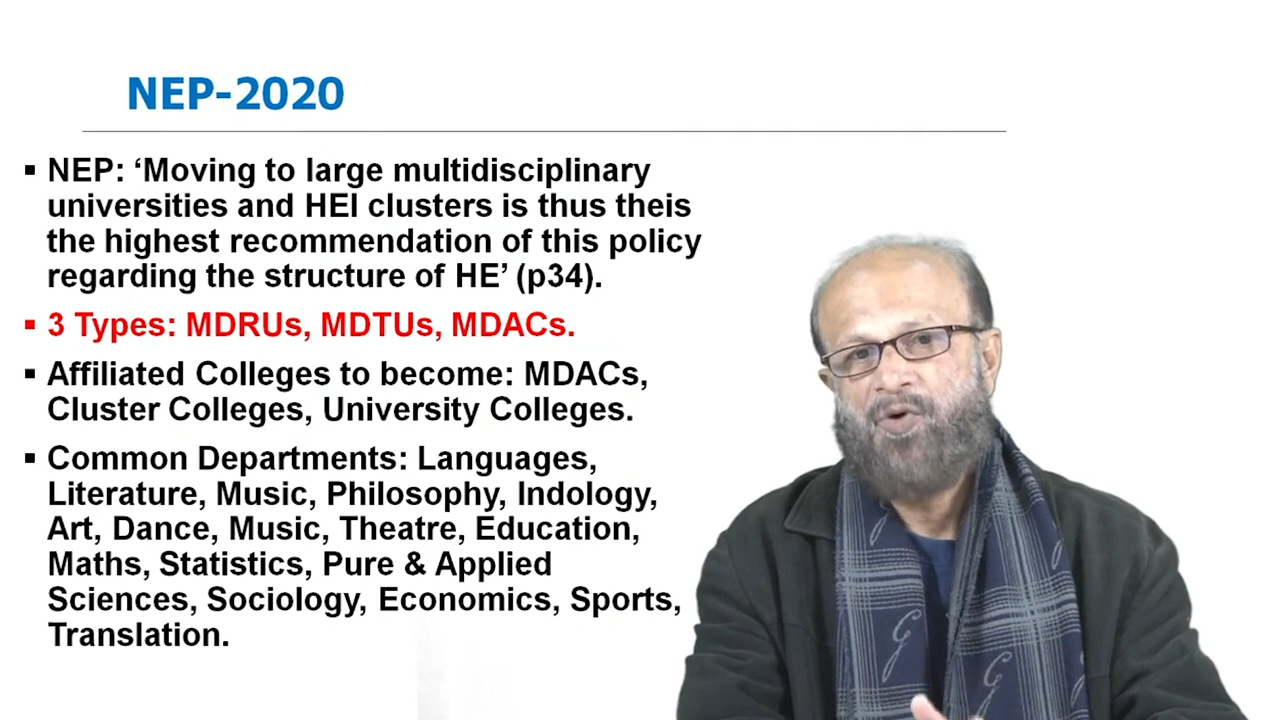 NEP-2020
▪ NEP: ‘Moving to large multidisciplinary
universities and HEI clusters is thus theis
the highest recommendation of this policy
regarding the structure of HE’ (p34).
▪ 3 Types: MDRUs, MDTUs, MDACs.
▪ Affiliated Colleges to become: MDACs,
Cluster Colleges, University Colleges.
▪ Common Departments: Languages,
Literature, Music, Philosophy, Indology,
Art, Dance, Music, Theatre, Education,
Maths, Statistics, Pure & Applied
Sciences, Sociology, Economics, Sports,
Translation.